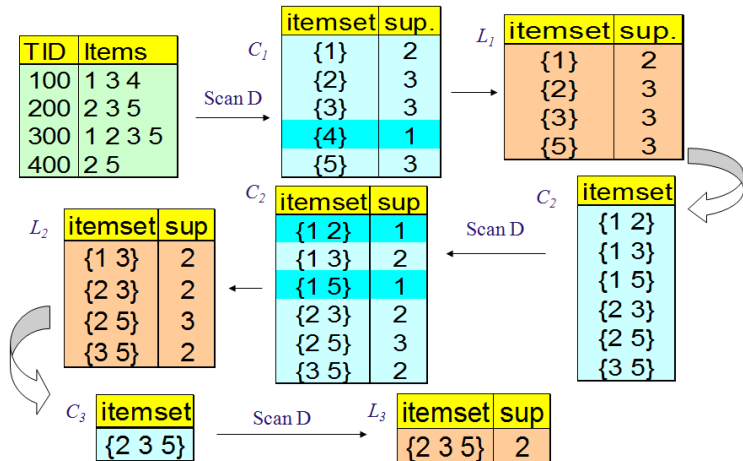 TID Items
100 1 3 4
200 2 3 5
300 1 2 3 5
400 2 5
Scan D
C1
itemset sup.
{1} 2
{2} 3
{3} 3
{4} 1
{5} 3
L1
itemset sup.
{1} 2
{2} 3
{3} 3
{5} 3
C2
itemset
{1 2}
{1 3}
{1 5}
{2 3}
{2 5}
{3 5}
Scan D
C2
itemset sup
{1 2} 1
{1 3} 2
{1 5} 1
{2 3} 2
{2 5} 3
{3 5} 2
L2
itemset sup
{1 3} 2
{2 3} 2
{2 5} 3
{3 5} 2
C3
itemset
{2 3 5}
Scan D
L3
itemset sup
{2 3 5} 2